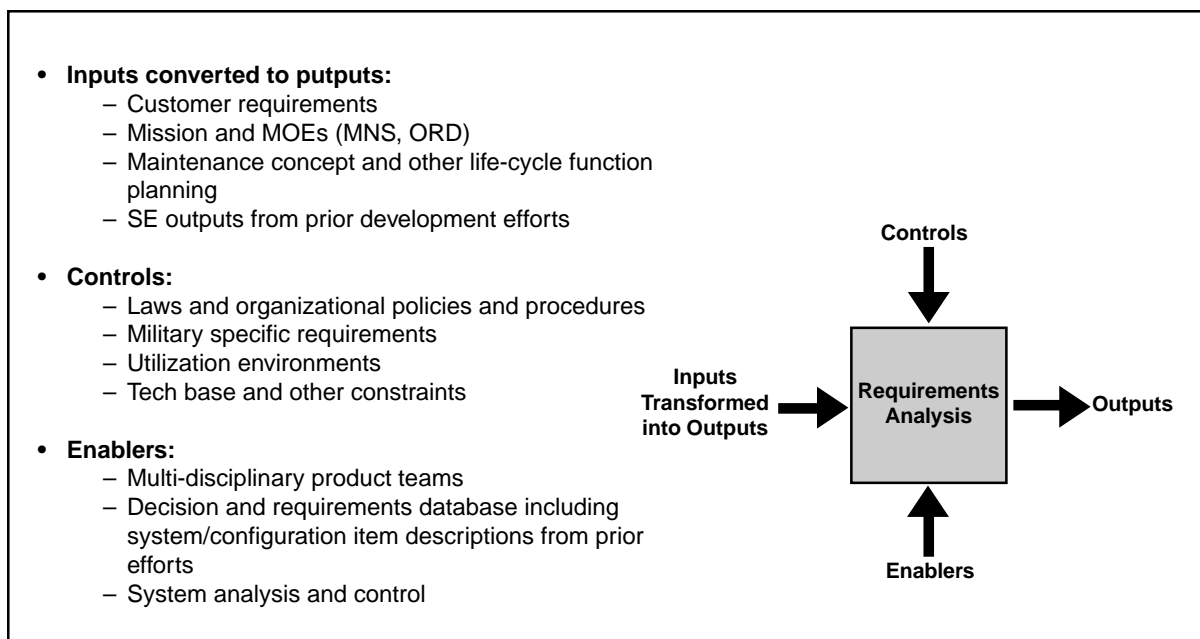 • Inputs converted to putputs:
– Customer requirements
– Mission and MOEs (MNS, ORD)
– Maintenance concept and other life-cycle function
planning
– SE outputs from prior development efforts
• Controls:
– Laws and organizational policies and procedures
– Military specific requirements
– Utilization environments
– Tech base and other constraints
• Enablers:
– Multi-disciplinary product teams
– Decision and requirements database including
system/configuration item descriptions from prior
efforts
– System analysis and control
Controls
Inputs
Transformed
into Outputs
Requirements
Analysis
Outputs
Enablers